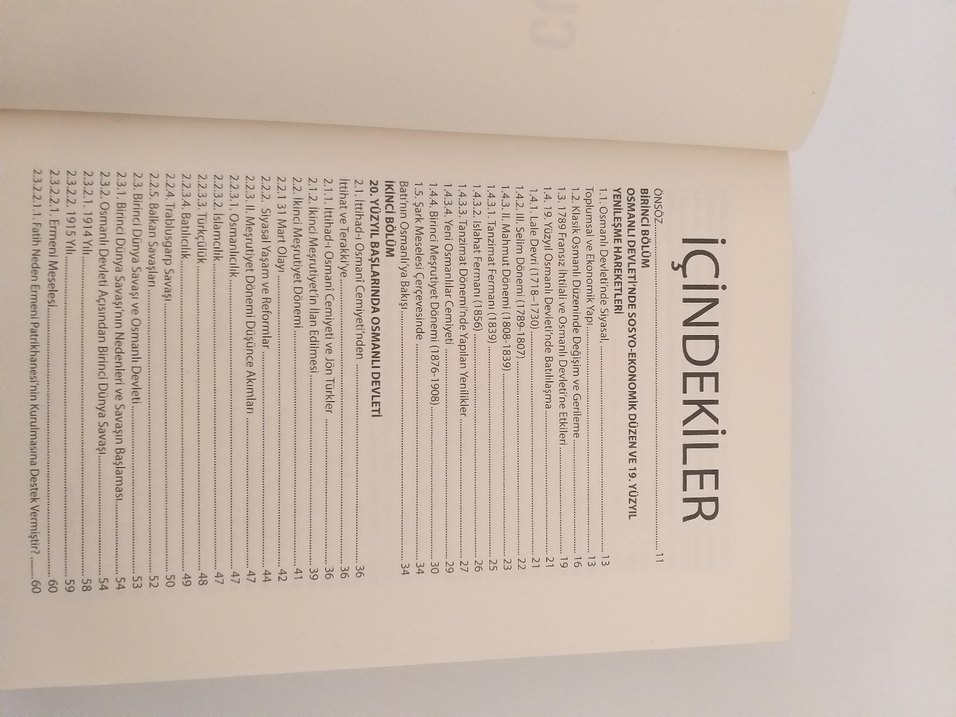 İÇİNDEKİLER
ÖNSÖZ 11
BİRİNCİ BÖLÜM
OSMANLI DEVLETİ'NDE SOSYO-EKONOMİK DÜZEN VE 19. YÜZYIL
YENİLEŞME HAREKETLERİ
1.1. Osmanlı Devleti'nde Siyasal, 13
Toplumsal ve Ekonomik Yapı 13
1.2. Klasik Osmanlı Düzeninde Değişim ve Gerileme 16
1.3. 1789 Fransız İhtilali ve Osmanlı Devleti'ne Etkileri 19
1.4. 19. Yüzyıl Osmanlı Devleti'nde Batılılaşma 21
1.4.1. Lale Devri (1718–1730) 21
1.4.2. III. Selim Dönemi (1789-1807) 22
1.4.3. II. Mahmut Dönemi (1808-1839) 23
1.4.3.1. Tanzimat Fermanı (1839) 25
1.4.3.2. Islahat Fermanı (1856) 26
1.4.3.3. Tanzimat Dönemi'nde Yapılan Yenilikler 27
1.4.3.4. Yeni Osmanlılar Cemiyeti 29
1.4.4. Birinci Meşrutiyet Dönemi (1876-1908) 30
1.5. Şark Meselesi Çerçevesinde 34
Batı'nın Osmanlı'ya Bakışı 34
İKİNCİ BÖLÜM
20. YÜZYIL BAŞLARINDA OSMANLI DEVLETİ
2.1. İttihad-ı Osmanî Cemiyeti'nden 36
İttihat ve Terakki'ye 36
2.1.1. İttihad-ı Osmanî Cemiyeti ve Jön Türkler 36
2.1.2. İkinci Meşrutiyet'in İlan Edilmesi 39
2.2. İkinci Meşrutiyet Dönemi 41
2.2.1 31 Mart Olayı 42
2.2.2. Siyasal Yaşam ve Reformlar 44
2.2.3. II. Meşrutiyet Dönemi Düşünce Akımları 47
2.2.3.1. Osmanlıcılık 47
2.2.3.2. İslamcılık 47
2.2.3.3. Türkçülük 48
2.2.3.4. Batılıcılık 49
2.2.4. Trablusgarp Savaşı 50
2.2.5. Balkan Savaşları 52
2.3. Birinci Dünya Savaşı ve Osmanlı Devleti 53
2.3.1. Birinci Dünya Savaşı'nın Nedenleri ve Savaşın Başlaması 54
2.3.2. Osmanlı Devleti Açısından Birinci Dünya Savaşı 54
2.3.2.1. 1914 Yılı 58
2.3.2.2. 1915 Yılı 59
2.3.2.2.1. Ermeni Meselesi 60
2.3.2.2.1.1. Fatih Neden Ermeni Patrikhanesi'nin Kurulmasına Destek Vermiştir? 60